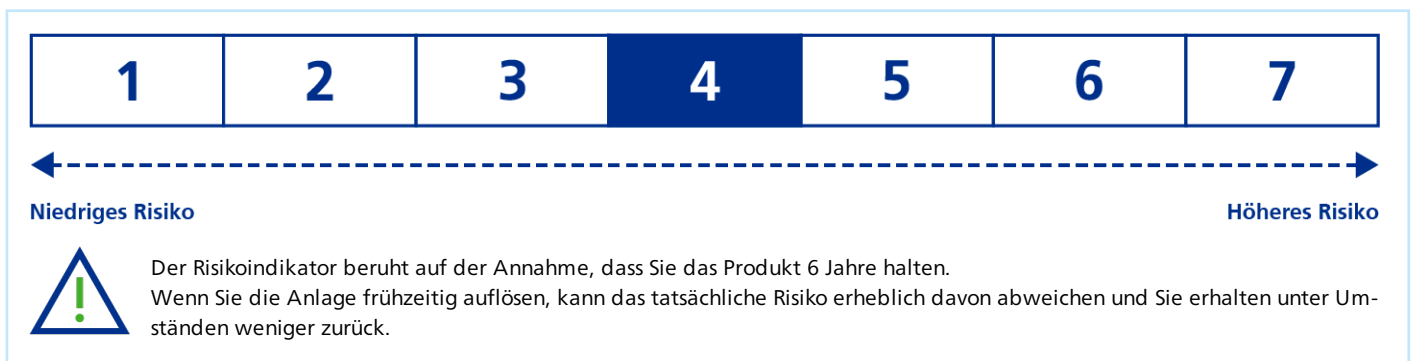 1 2 3 4 5 6 7
Niedriges Risiko Höheres Risiko
Der Risikoindikator beruht auf der Annahme, dass Sie das Produkt 6 Jahre halten.
Wenn Sie die Anlage frühzeitig auflösen, kann das tatsächliche Risiko erheblich davon abweichen und Sie erhalten unter Um-
ständen weniger zurück.